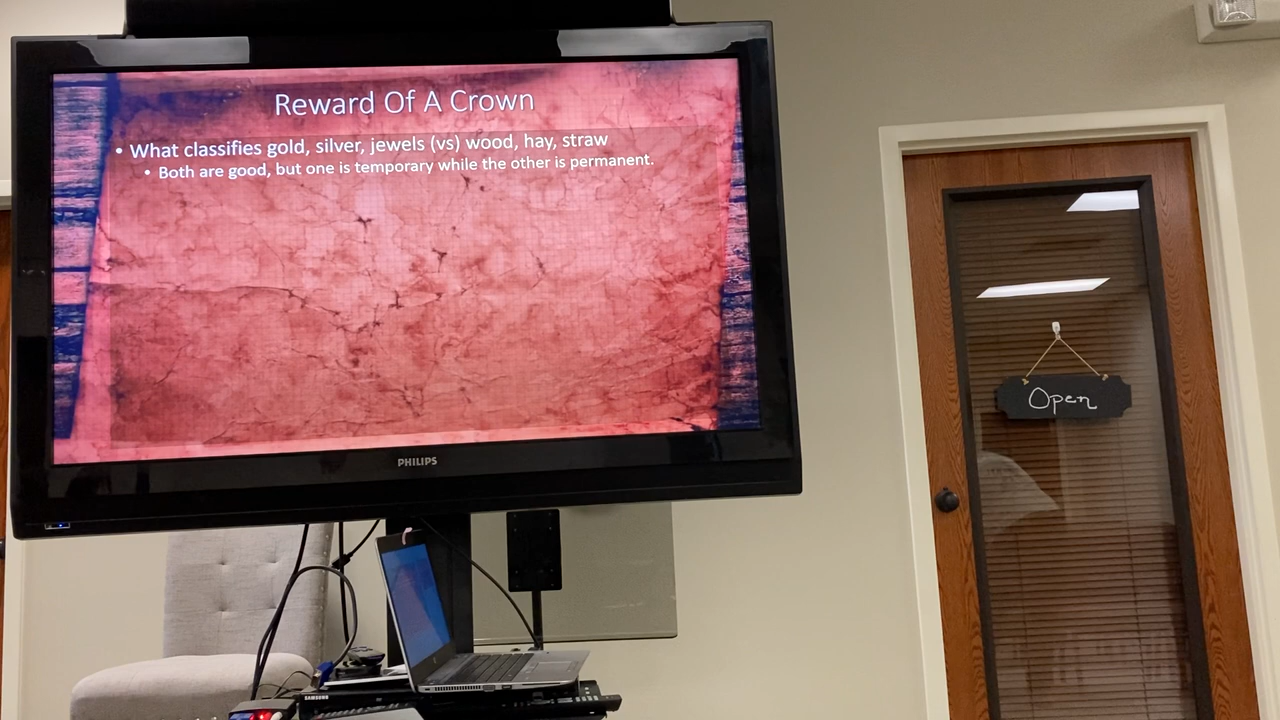 Reward Of A Crown
• What classifies gold, silver, jewels (vs) wood, hay, straw
• Both are good, but one is temporary while the other is permanent.
PHILIPS
Open
SAMSUNG